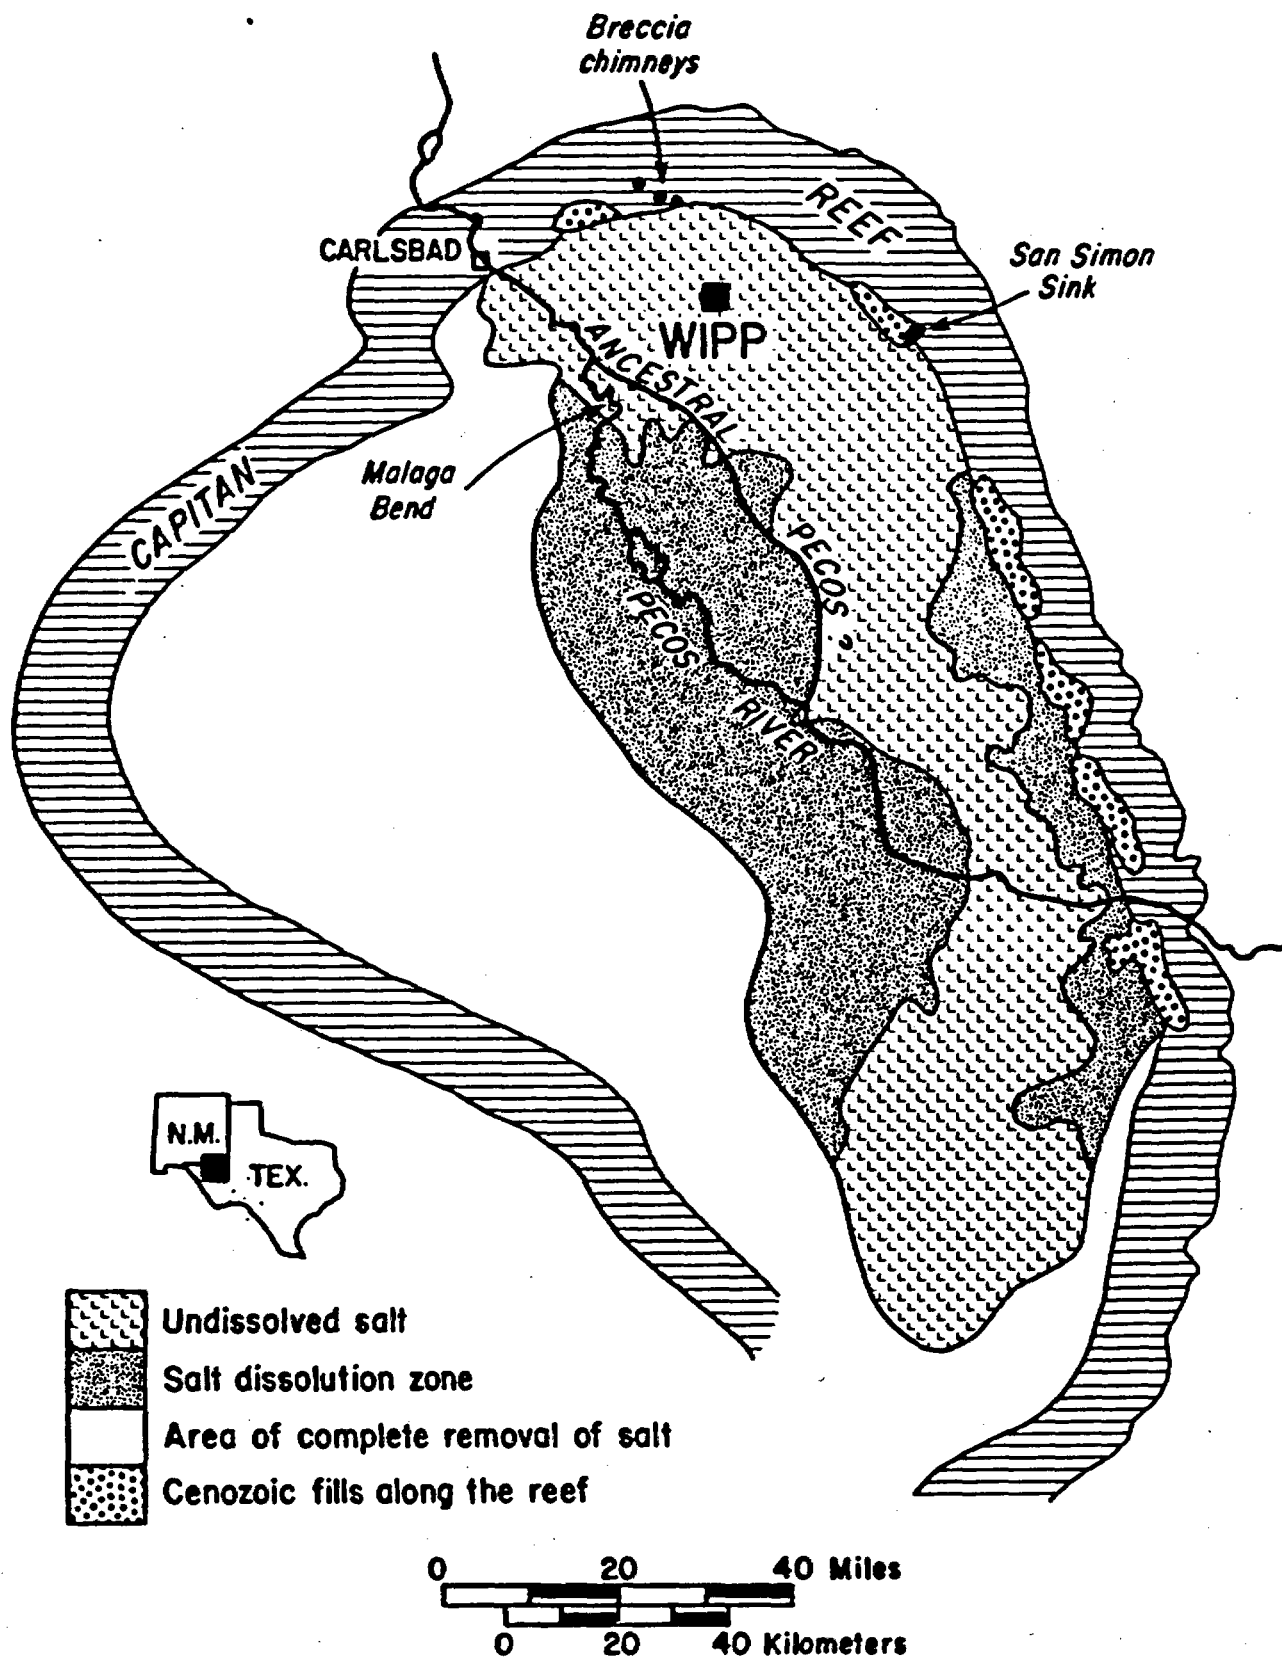 Breccia
chimneys
REEF
CARLSBAD
San Simon
Sink
WIPP
ANCESTRAL
PECOS ?
Malaga
Bend
CAPITAN
PECOS
RIVER
N.M.
TEX.
Undissolved salt
Salt dissolution zone
Area of complete removal of salt
Cenozoic fills along the reef
0 20 40 Miles
0 20 40 Kilometers